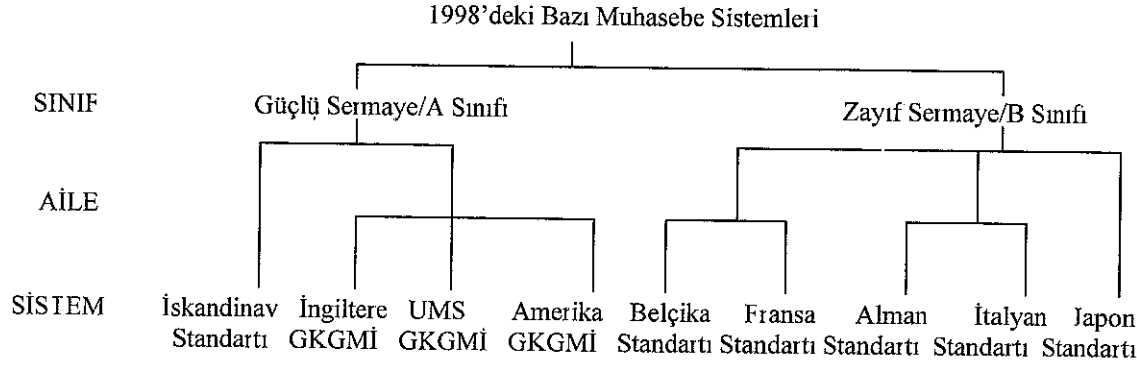 1998’deki Bazı Muhasebe Sistemleri
SINIF
Güçlü Sermaye/A Sınıfı
Zayıf Sermaye/B Sınıfı
AİLE
SİSTEM
İskandinav Standartı
İngiltere GKGMİ
UMS GKGMİ
Amerika GKGMİ
Belçika Standartı
Fransa Standartı
Alman Standartı
İtalyan Standartı
Japon Standartı